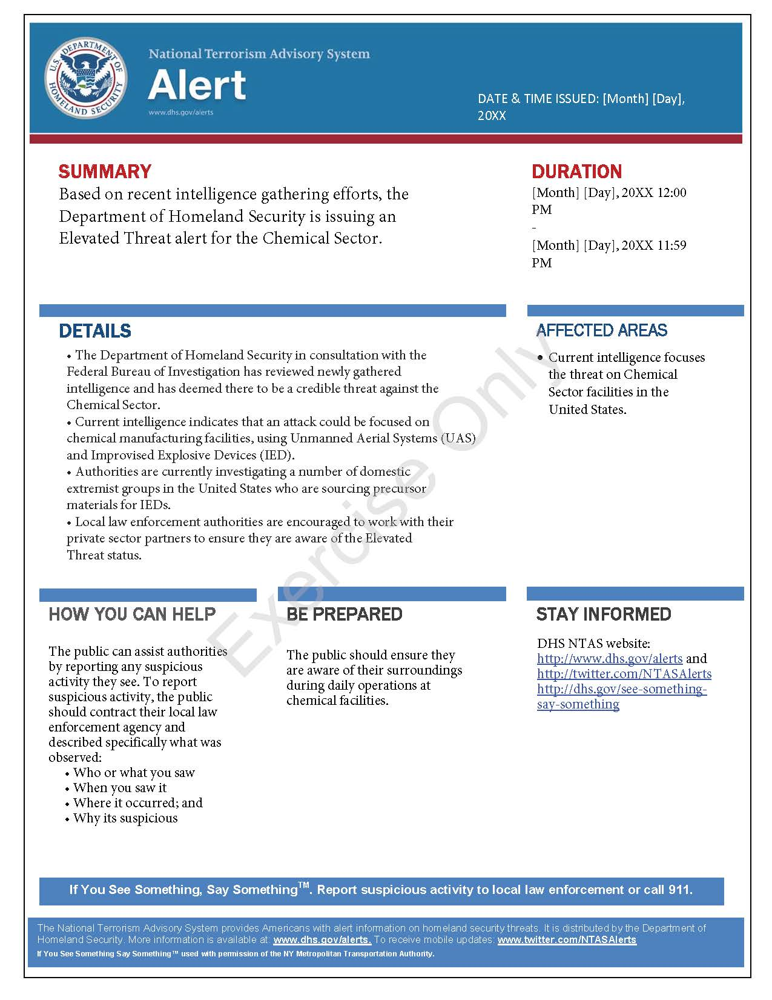 U.S. DEPARTMENT OF HOMELAND SECURITY
National Terrorism Advisory System
Alert
www.dhs.gov/alerts
DATE & TIME ISSUED: [Month] [Day],
20XX
SUMMARY
Based on recent intelligence gathering efforts, the
Department of Homeland Security is issuing an
Elevated Threat alert for the Chemical Sector.
DURATION
[Month] [Day], 20XX 12:00
PM
-
[Month] [Day], 20XX 11:59
PM
DETAILS
• The Department of Homeland Security in consultation with the
Federal Bureau of Investigation has reviewed newly gathered
intelligence and has deemed there to be a credible threat against the
Chemical Sector.
• Current intelligence indicates that an attack could be focused on
chemical manufacturing facilities, using Unmanned Aerial Systems (UAS)
and Improvised Explosive Devices (IED).
• Authorities are currently investigating a number of domestic
extremist groups in the United States who are sourcing precursor
materials for IEDs.
• Local law enforcement authorities are encouraged to work with their
private sector partners to ensure they are aware of the Elevated
Threat status.
AFFECTED AREAS
• Current intelligence focuses
the threat on Chemical
Sector facilities in the
United States.
Exercise Only
HOW YOU CAN HELP
The public can assist authorities
by reporting any suspicious
activity they see. To report
suspicious activity, the public
should contract their local law
enforcement agency and
described specifically what was
observed:
• Who or what you saw
• When you saw it
• Where it occurred; and
• Why its suspicious
BE PREPARED
The public should ensure they
are aware of their surroundings
during daily operations at
chemical facilities.
STAY INFORMED
DHS NTAS website:
http://www.dhs.gov/alerts and
http://twitter.com/NTASAlerts
http://dhs.gov/see-something-
say-something
If You See Something, Say Something™. Report suspicious activity to local law enforcement or call 911.
The National Terrorism Advisory System provides Americans with alert information on homeland security threats. It is distributed by the Department of
Homeland Security. More information is available at: www.dhs.gov/alerts. To receive mobile updates: www.twitter.com/NTASAlerts
If You See Something Say Something™ used with permission of the NY Metropolitan Transportation Authority.